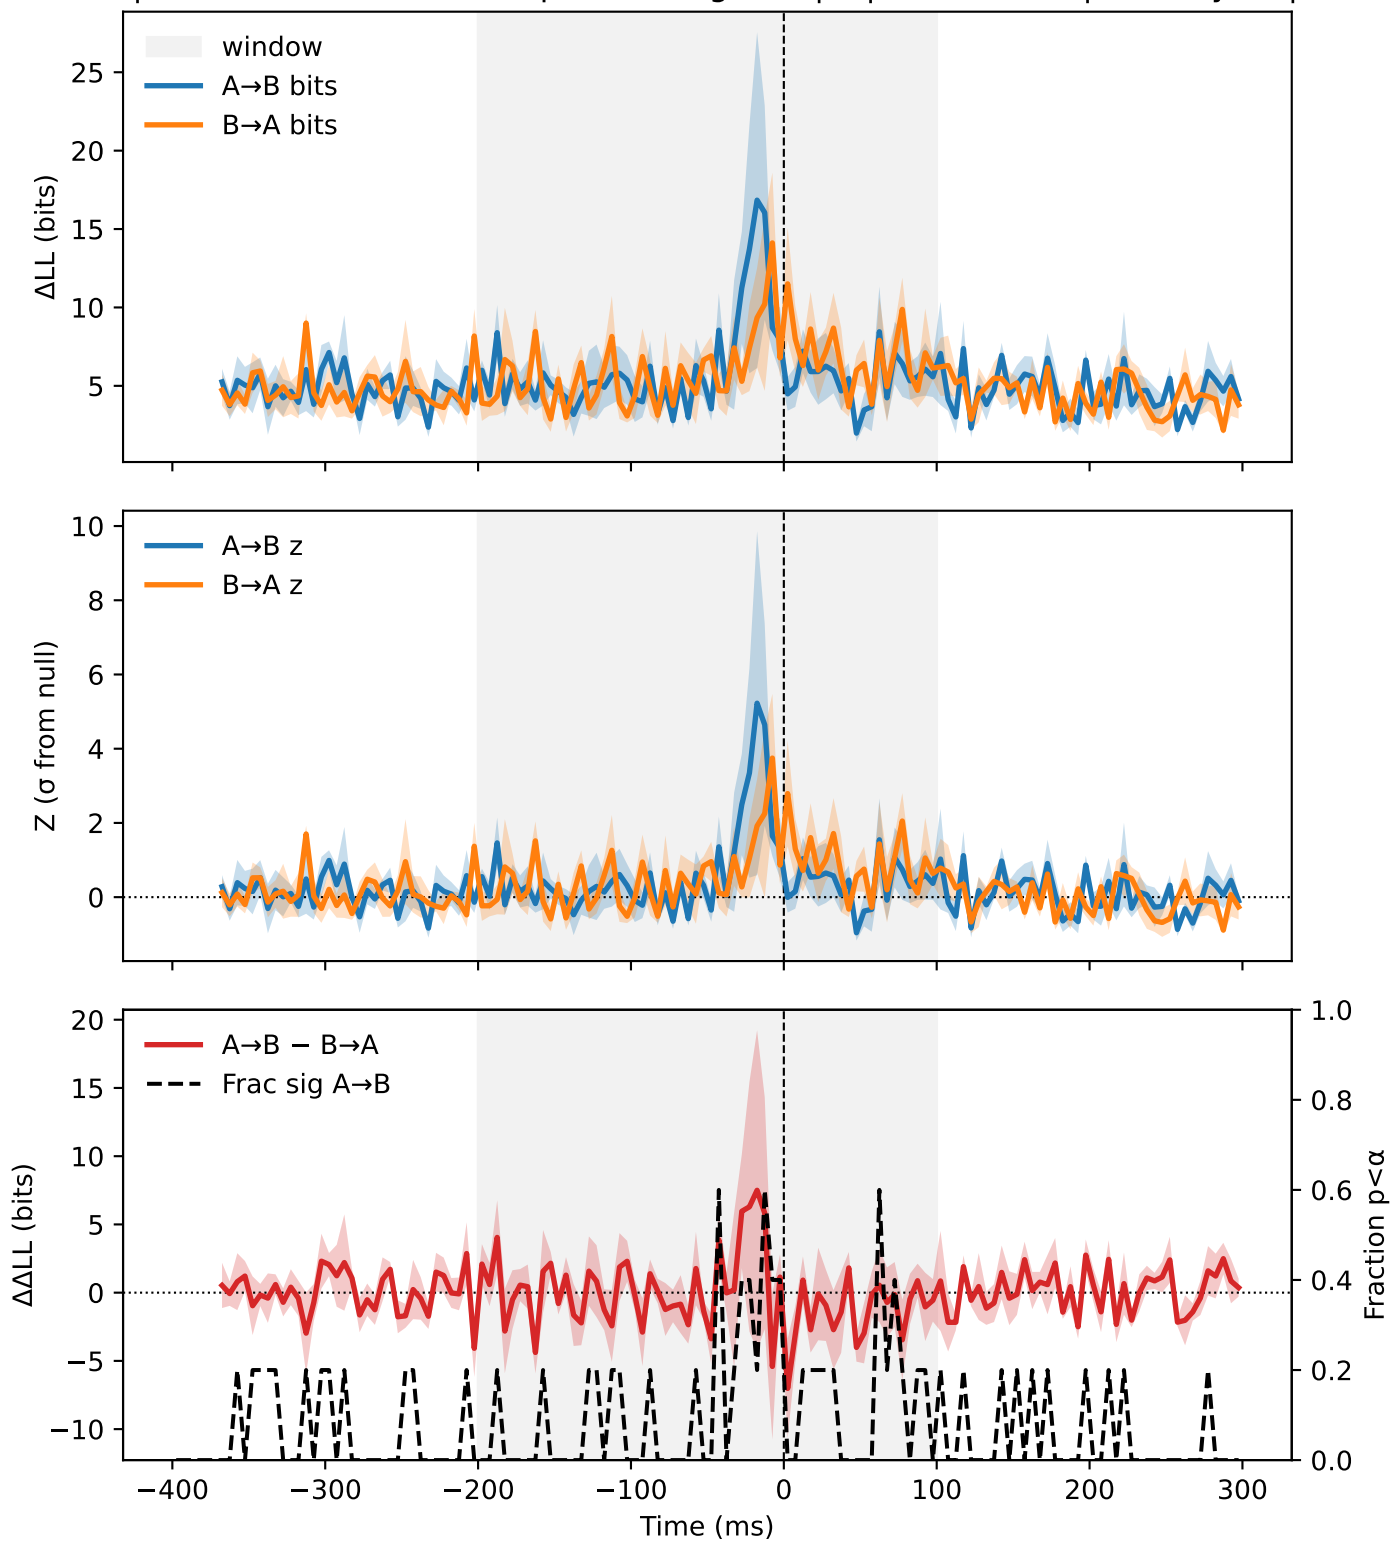 window
A→B bits
B→A bits
25
20
15
10
5
ΔLL (bits)
A→B z
B→A z
10
8
6
4
2
0
Z (σ from null)
A→B − B→A
Frac sig A→B
20
15
10
5
0
−5
−10
ΔΔLL (bits)
1.0
0.8
0.6
0.4
0.2
0.0
Fraction p<α
−400 −300 −200 −100 0 100 200 300
Time (ms)